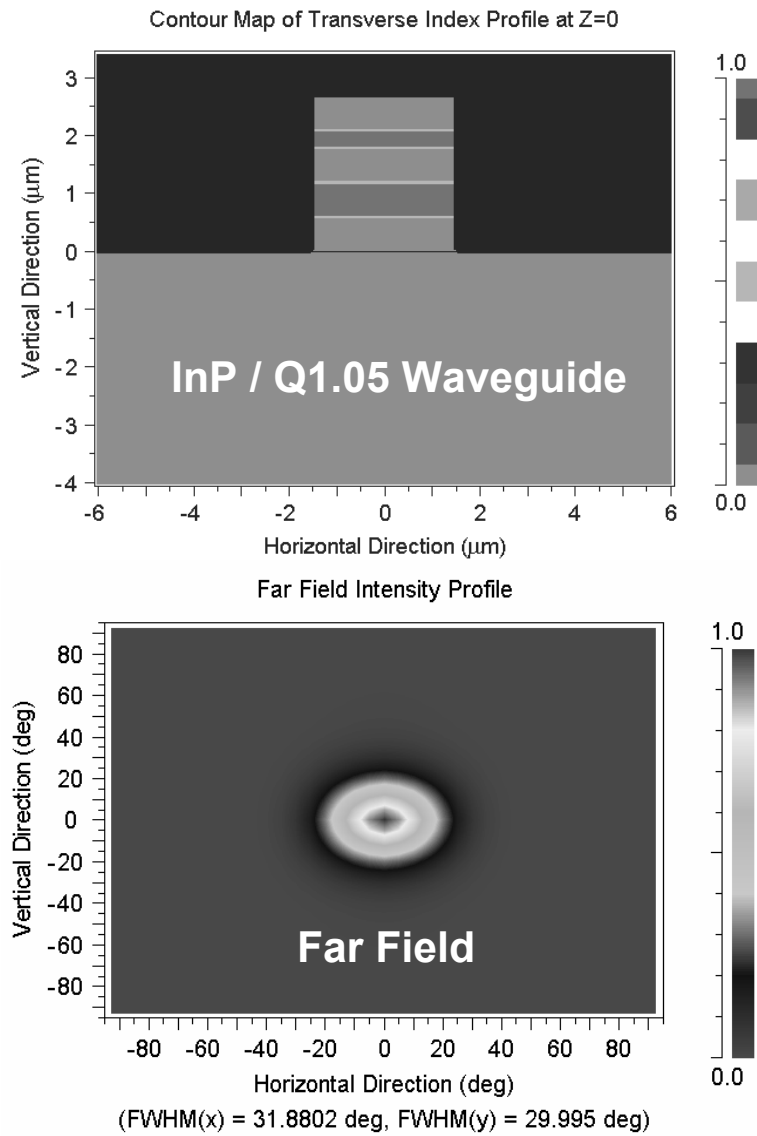 Contour Map of Transverse Index Profile at Z=0
1.0
3
2
1
0
-1
-2
-3
-4
Vertical Direction (μm)
InP / Q1.05 Waveguide
0.0
-6 -4 -2 0 2 4 6
Horizontal Direction (μm)
Far Field Intensity Profile
1.0
80
60
40
20
0
-20
-40
-60
-80
Vertical Direction (deg)
Far Field
0.0
-80 -60 -40 -20 0 20 40 60 80
Horizontal Direction (deg)
(FWHM(x) = 31.8802 deg, FWHM(y) = 29.995 deg)